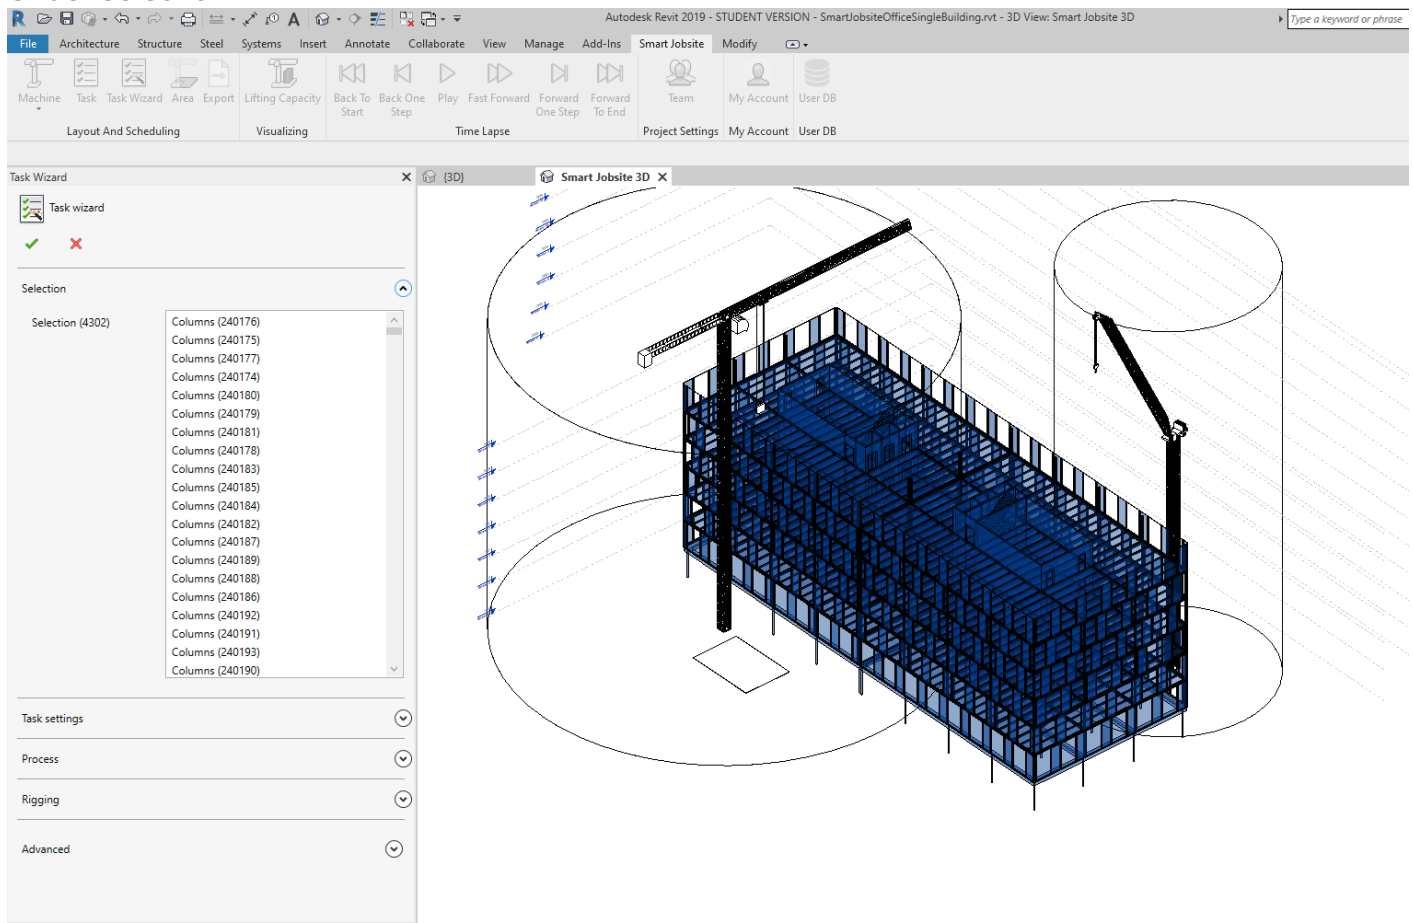 Autodesk Revit 2019 - STUDENT VERSION - SmartJobsiteOfficeSingleBuilding.rvt - 3D View: Smart Jobsite 3D
Type a keyword or phrase
File Architecture Structure Steel Systems Insert Annotate Collaborate View Manage Add-Ins Smart Jobsite Modify
Machine Task Task Wizard Area Export Lifting Capacity Back To Start Back One Step Play Fast Forward Forward One Step Forward To End Team My Account User DB
Layout And Scheduling Visualizing Time Lapse Project Settings My Account User DB
Task Wizard
{3D}
Smart Jobsite 3D
Task wizard
Selection
Selection (4302)
Columns (240176)
Columns (240175)
Columns (240177)
Columns (240174)
Columns (240180)
Columns (240179)
Columns (240181)
Columns (240178)
Columns (240183)
Columns (240185)
Columns (240184)
Columns (240182)
Columns (240187)
Columns (240189)
Columns (240188)
Columns (240186)
Columns (240192)
Columns (240191)
Columns (240193)
Columns (240190)
Task settings
Process
Rigging
Advanced